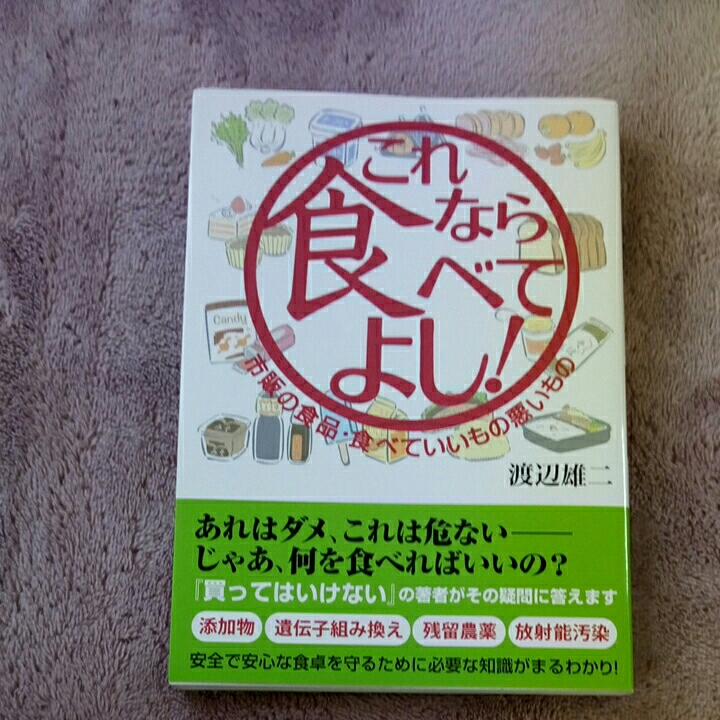 これ
なら
食べて
よし!
Candy
市販の食品・食べていいもの悪いもの
渡辺雄二
あれはダメ、これは危ない――
じゃあ、何を食べればいいの?
『買ってはいけない』の著者がその疑問に答えます
添加物 遺伝子組み換え 残留農薬 放射能汚染
安全で安心な食卓を守るために必要な知識がまるわかり!